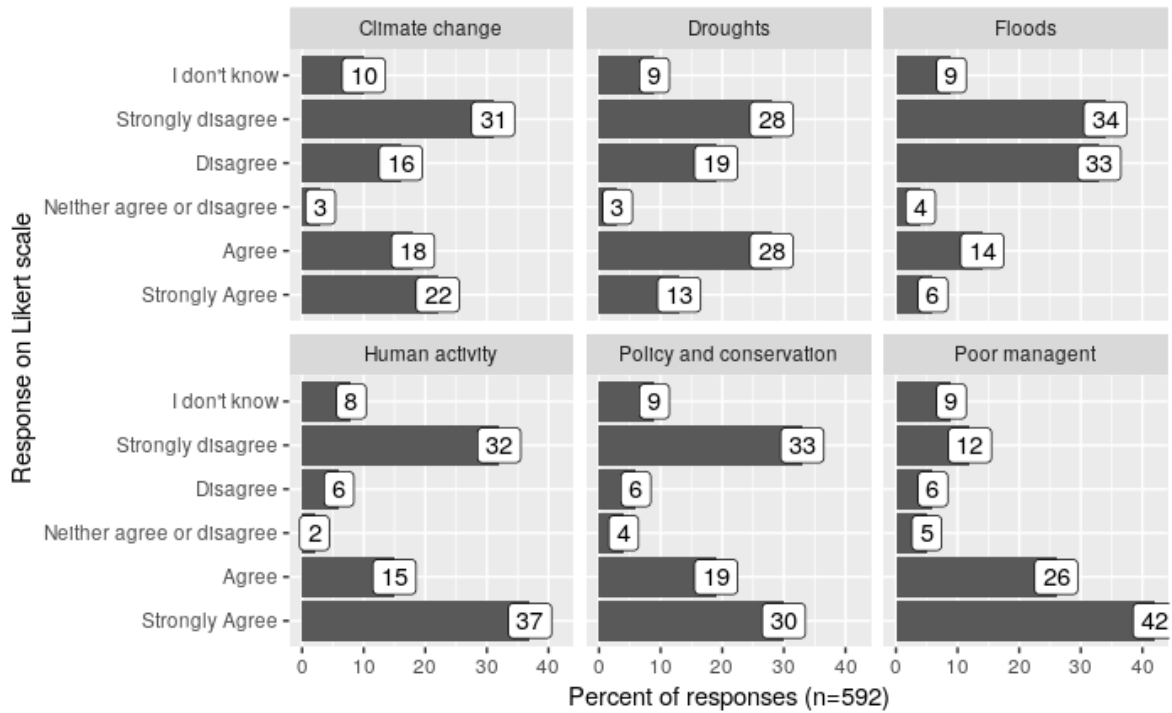 Climate change Droughts Floods
I don't know 10 9 9
Strongly disagree 31 28 34
Disagree 16 19 33
Neither agree or disagree 3 3 4
Agree 18 28 14
Strongly Agree 22 13 6
Response on Likert scale
Human activity Policy and conservation Poor managent
I don't know 8 9 9
Strongly disagree 32 33 12
Disagree 6 6 6
Neither agree or disagree 2 4 5
Agree 15 19 26
Strongly Agree 37 30 42
0 10 20 30 40 0 10 20 30 40 0 10 20 30 40
Percent of responses (n=592)